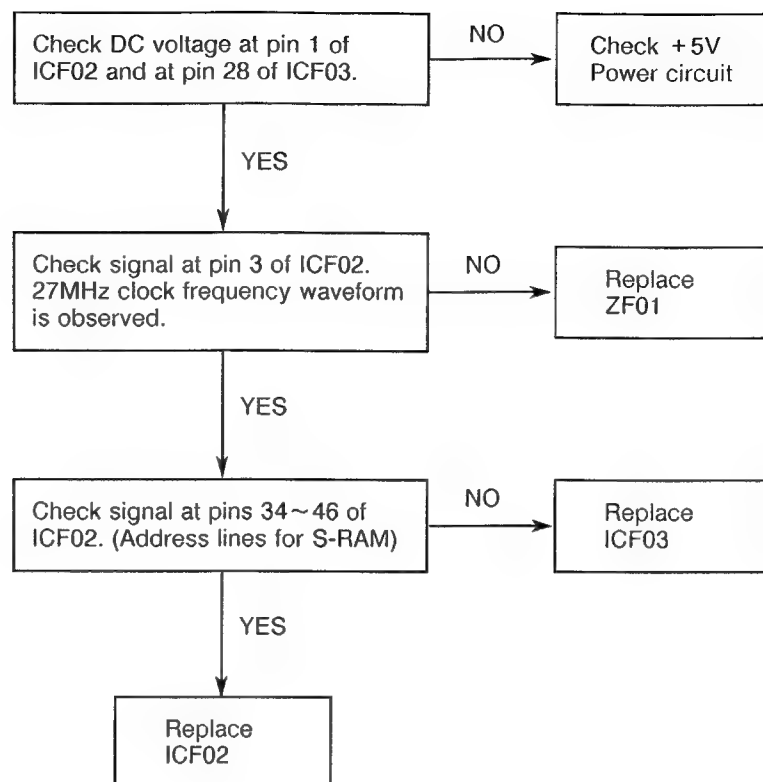 Check DC voltage at pin 1 of
ICF02 and at pin 28 of ICF03.
NO
Check +5V
Power circuit
YES
Check signal at pin 3 of ICF02.
27MHz clock frequency waveform
is observed.
NO
Replace
ZF01
YES
Check signal at pins 34~46 of
ICF02. (Address lines for S-RAM)
NO
Replace
ICF03
YES
Replace
ICF02